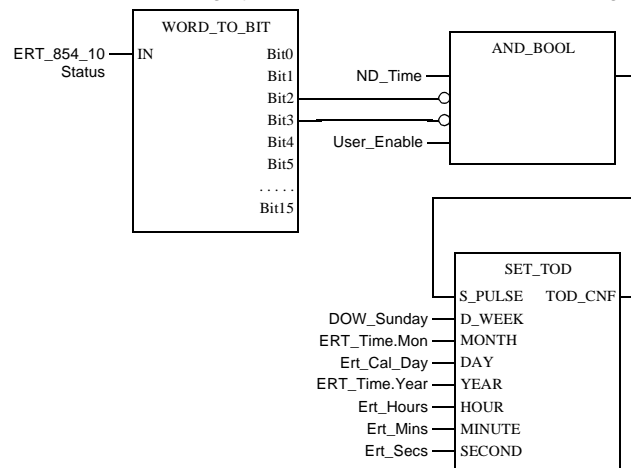 WORD_TO_BIT
ERT_854_10
Status
IN
Bit0
Bit1
Bit2
Bit3
Bit4
Bit5
.....
Bit15
AND_BOOL
ND_Time
User_Enable
SET_TOD
S_PULSE TOD_CNF
DOW_Sunday D_WEEK
ERT_Time.Mon MONTH
Ert_Cal_Day DAY
ERT_Time.Year YEAR
Ert_Hours HOUR
Ert_Mins MINUTE
Ert_Secs SECOND